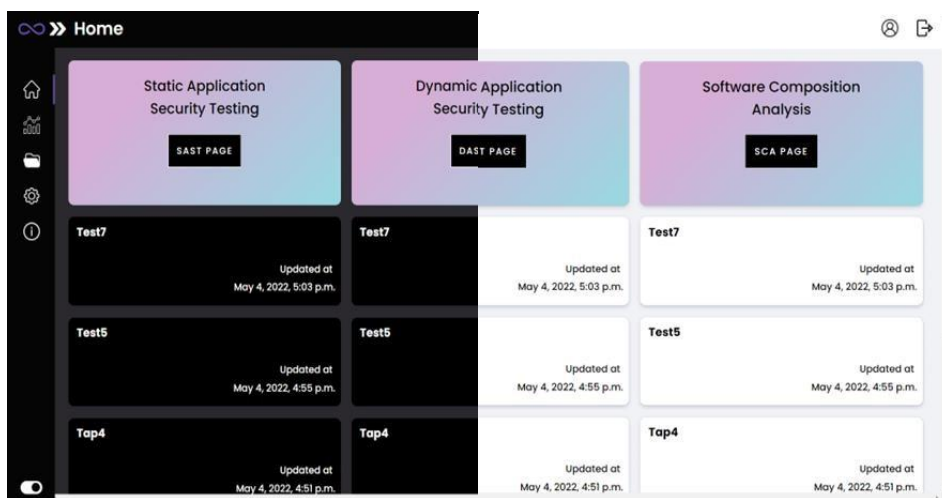 Home
Static Application
Security Testing
SAST PAGE
Dynamic Application
Security Testing
DAST PAGE
Software Composition
Analysis
SCA PAGE
Test7
Updated at
May 4, 2022, 5:03 p.m.
Test7
Updated at
May 4, 2022, 5:03 p.m.
Test7
Updated at
May 4, 2022, 5:03 p.m.
Test5
Updated at
May 4, 2022, 4:55 p.m.
Test5
Updated at
May 4, 2022, 4:55 p.m.
Test5
Updated at
May 4, 2022, 4:55 p.m.
Tap4
Updated at
May 4, 2022, 4:51 p.m.
Tap4
Updated at
May 4, 2022, 4:51 p.m.
Tap4
Updated at
May 4, 2022, 4:51 p.m.